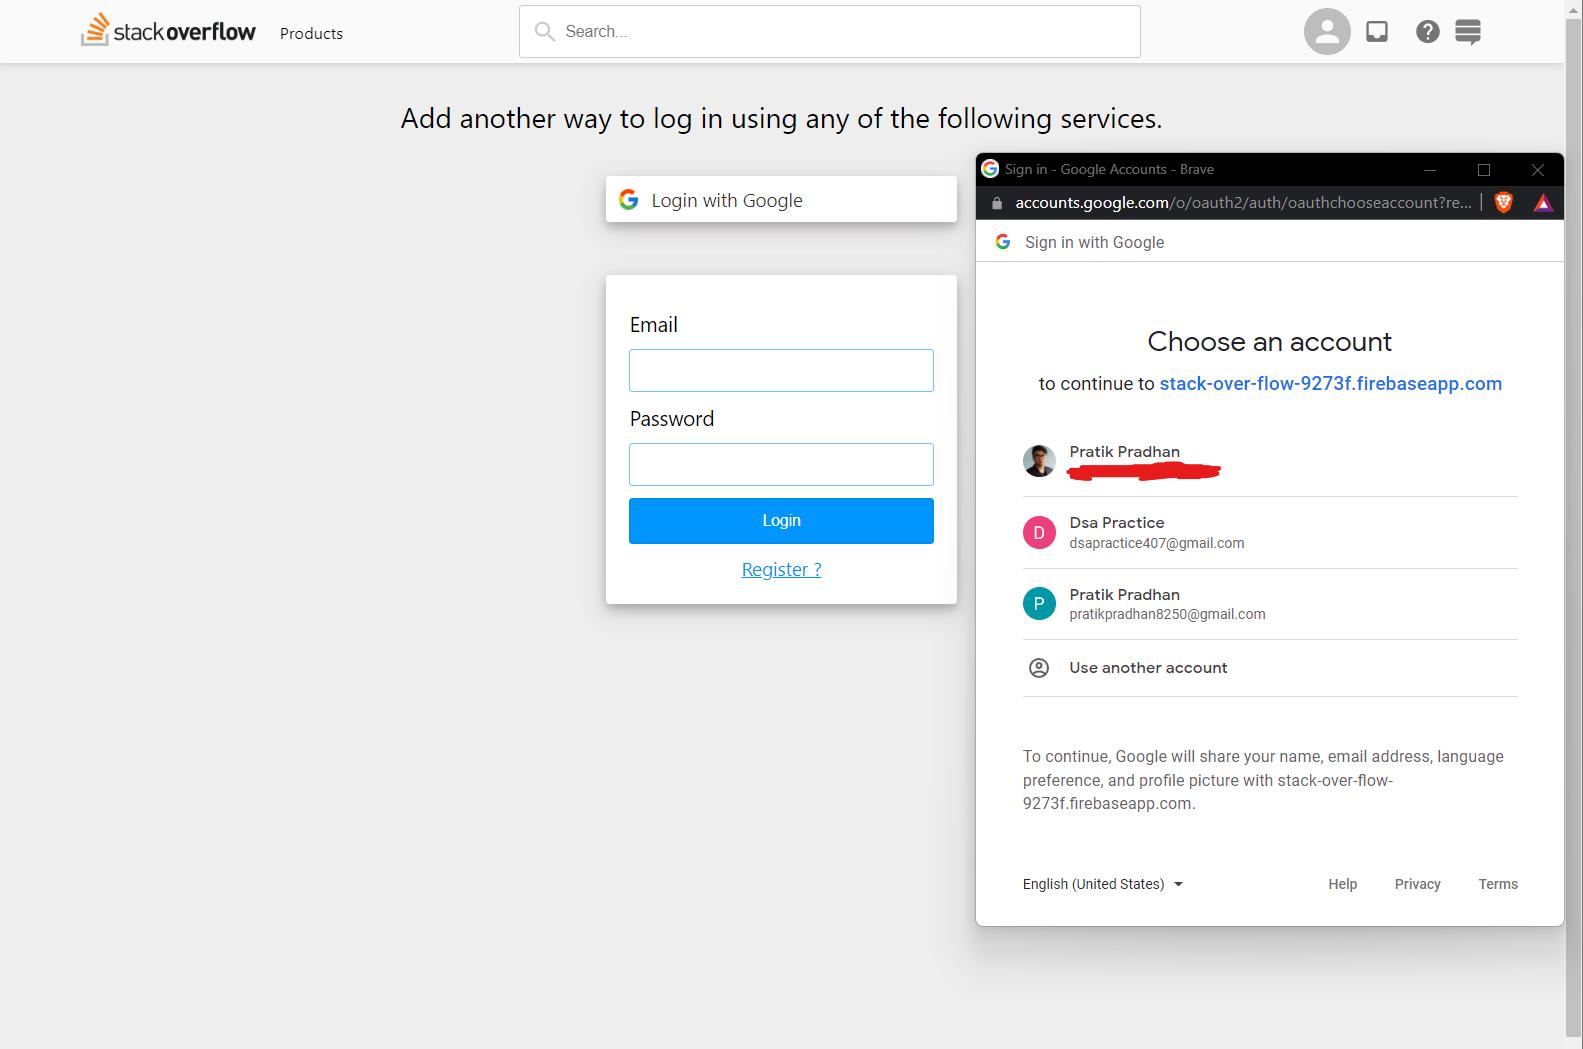 stackoverflow Products Search...
Add another way to log in using any of the following services.
Login with Google
Email
Password
Login
Register ?
Sign in - Google Accounts - Brave
accounts.google.com/o/oauth2/auth/oauthchooseaccount?re...
Sign in with Google
Choose an account
to continue to stack-over-flow-9273f.firebaseapp.com
Pratik Pradhan
D
Dsa Practice
dsapractice407@gmail.com
P
Pratik Pradhan
pratikpradhan8250@gmail.com
Use another account
To continue, Google will share your name, email address, language
preference, and profile picture with stack-over-flow-
9273f.firebaseapp.com.
English (United States) Help Privacy Terms